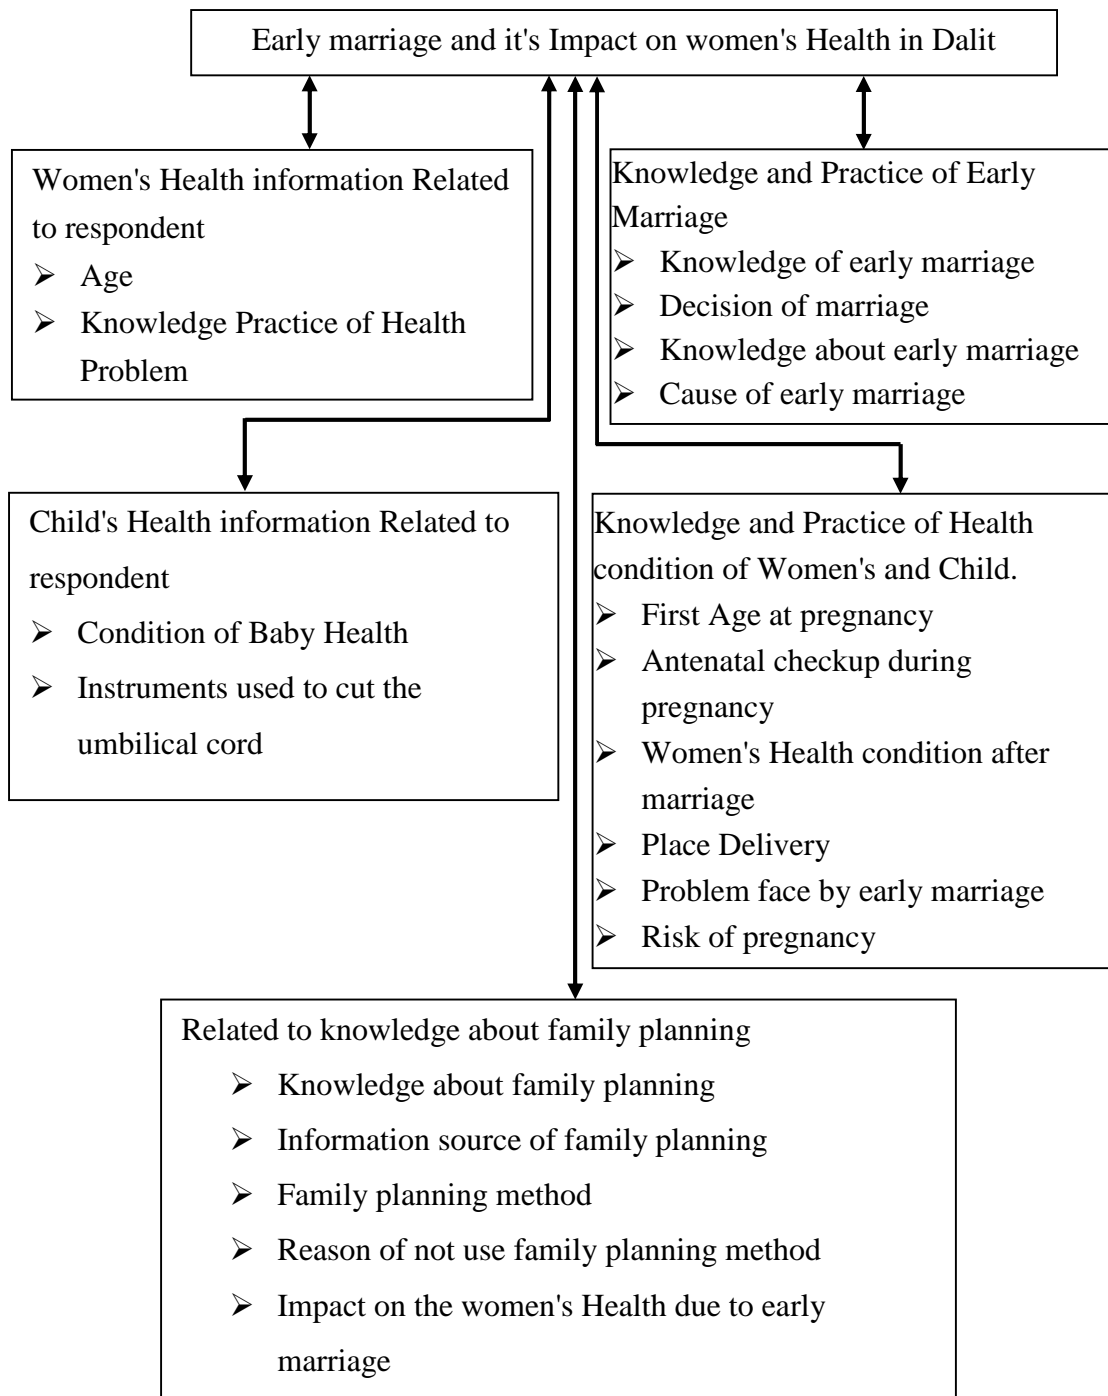 Early marriage and it's Impact on women's Health in Dalit
Women's Health information Related
to respondent
➢ Age
➢ Knowledge Practice of Health
Problem
Knowledge and Practice of Early
Marriage
➢ Knowledge of early marriage
➢ Decision of marriage
➢ Knowledge about early marriage
➢ Cause of early marriage
Child's Health information Related to
respondent
➢ Condition of Baby Health
➢ Instruments used to cut the
umbilical cord
Knowledge and Practice of Health
condition of Women's and Child.
➢ First Age at pregnancy
➢ Antenatal checkup during
pregnancy
➢ Women's Health condition after
marriage
➢ Place Delivery
➢ Problem face by early marriage
➢ Risk of pregnancy
Related to knowledge about family planning
➢ Knowledge about family planning
➢ Information source of family planning
➢ Family planning method
➢ Reason of not use family planning method
➢ Impact on the women's Health due to early
marriage